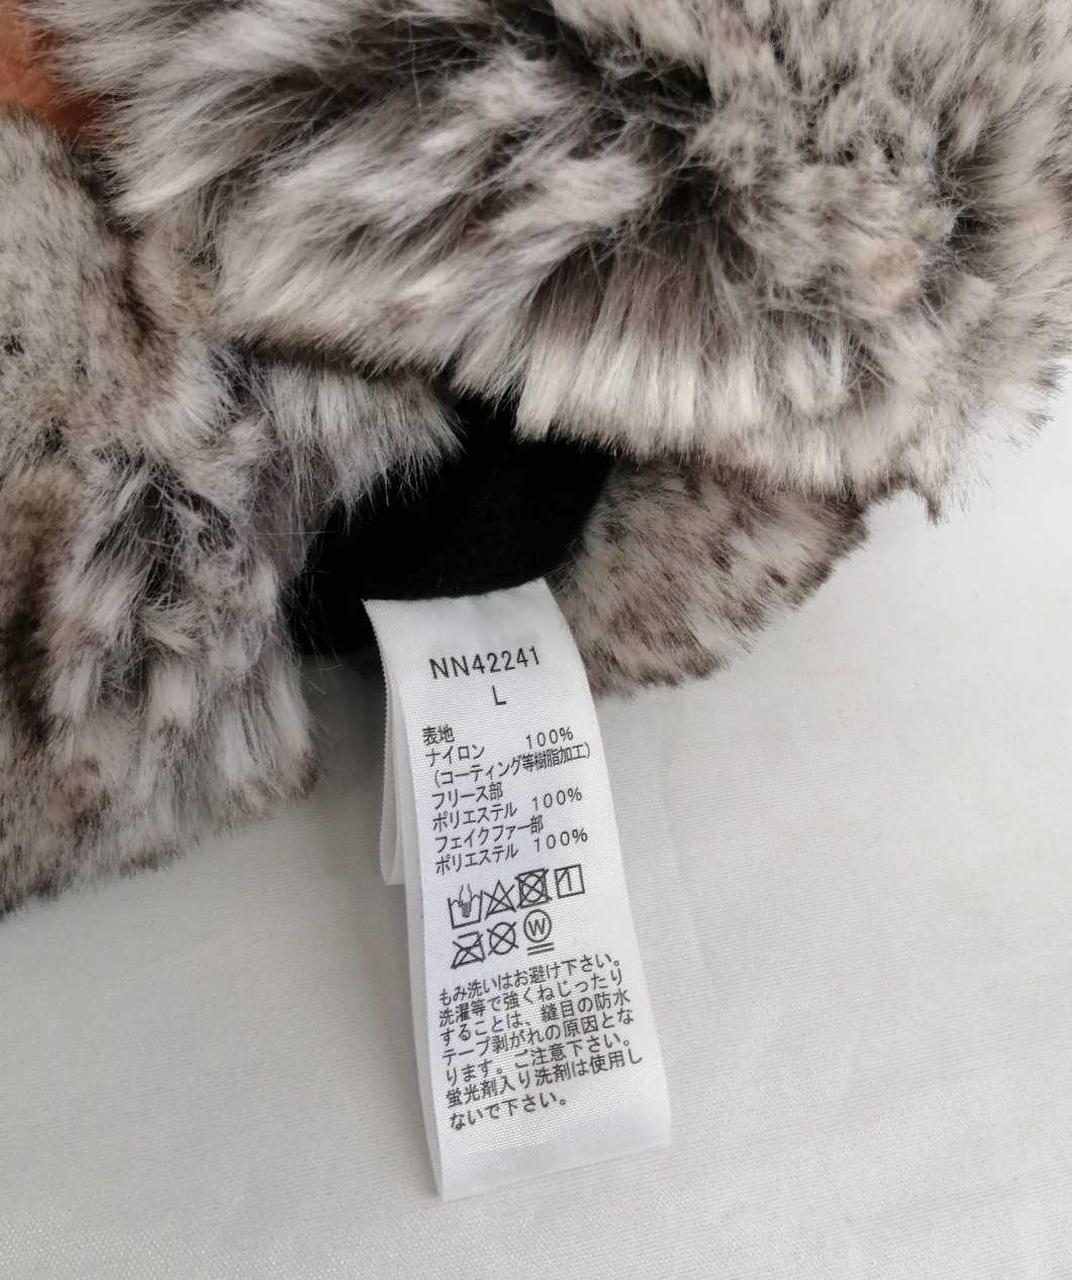 NN42241
L
表地
ナイロン 100%
(コーティング等樹脂加工)
フリース部
ポリエステル 100%
フェイクファー部
ポリエステル 100%
1
W
もみ洗いはお避け下さい。
洗濯等で強くねじったり
することは、縫目の防水
テープ剥がれの原因とな
ります。ご注意下さい。
蛍光剤入り洗剤は使用し
ないで下さい。